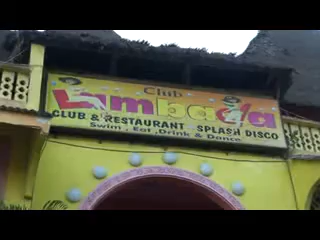 Club
Lambada
CLUB & RESTAURANT SPLASH DISCO
Swim, Eat, Drink & Dance